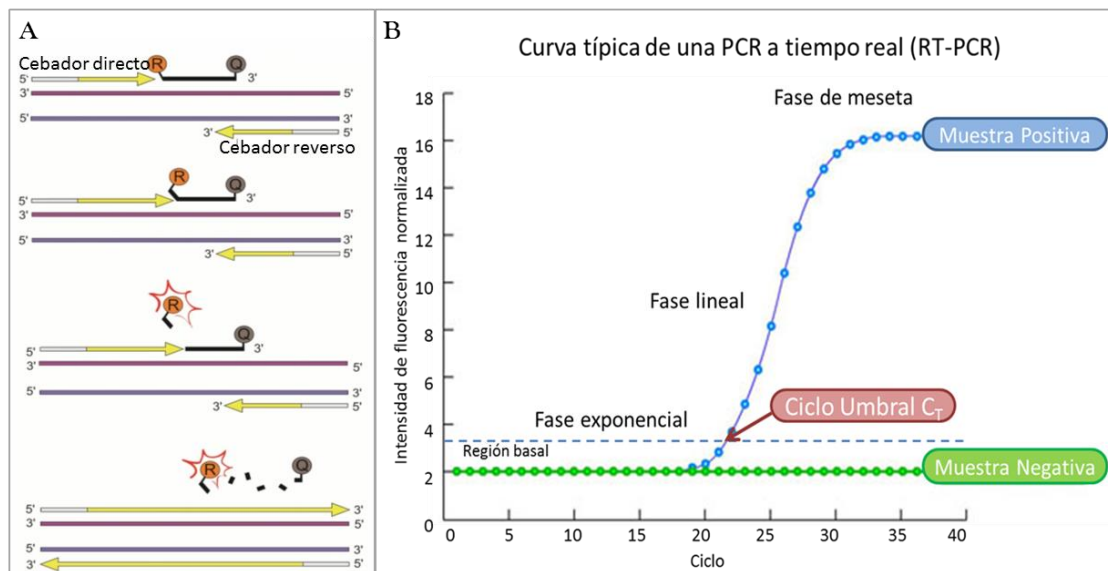 A
Cebador directo
R
Q
5'
3'
3'
5'
5'
3'
3'
5'
Cebador reverso
R
Q
5'
3'
3'
5'
5'
3'
3'
5'
R
Q
5'
3'
3'
5'
5'
3'
3'
5'
R
Q
5'
3'
3'
5'
5'
3'
3'
5'
B
Curva típica de una PCR a tiempo real (RT-PCR)
Intensidad de fluorescencia normalizada
18
16
14
12
10
8
6
4
2
0
Fase de meseta
Muestra Positiva
Fase lineal
Ciclo Umbral CT
Fase exponencial
Región basal
Muestra Negativa
0 5 10 15 20 25 30 35 40
Ciclo